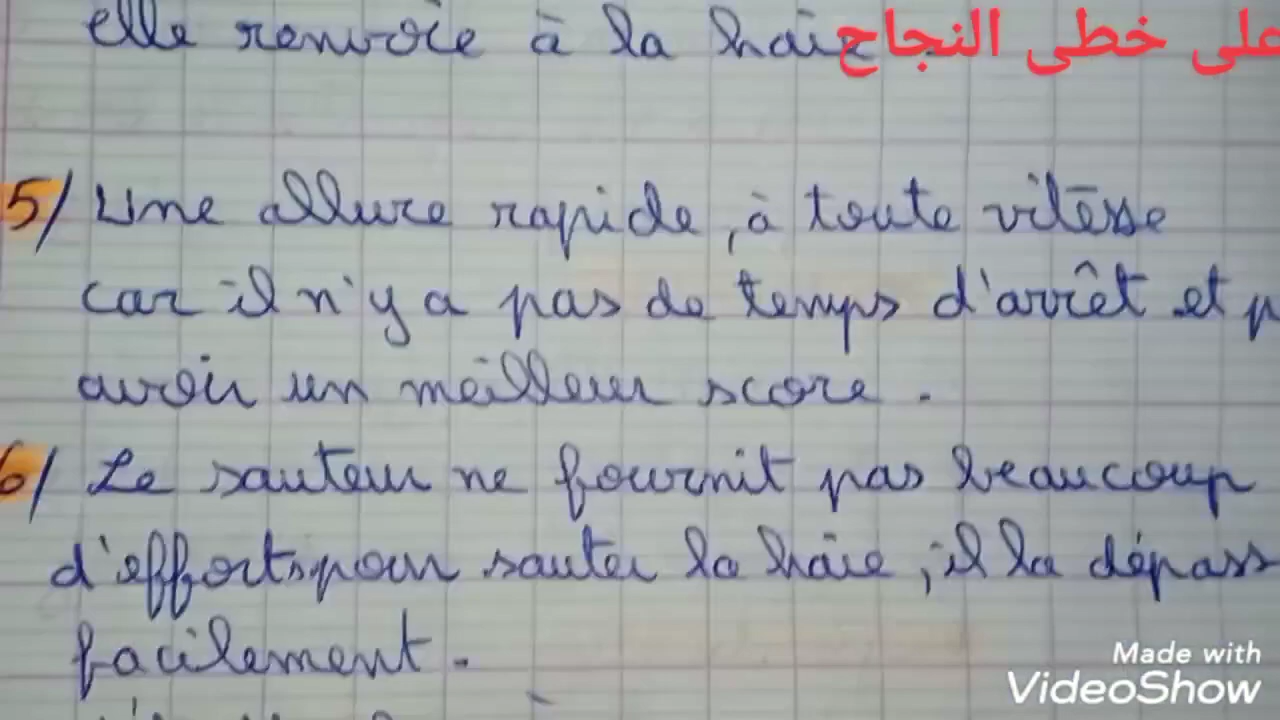 elle renvoie à la haie
على خطى النجاح
5/ Une allure rapide, à toute vitèsse
car il n'y a pas de temps d'arrêt et p
avoir un meilleur score.
6/ Le sauteur ne fournit pas beaucoup
d'efforts pour sauter la haie, il la dépass
facilement.
Made with
VideoShow